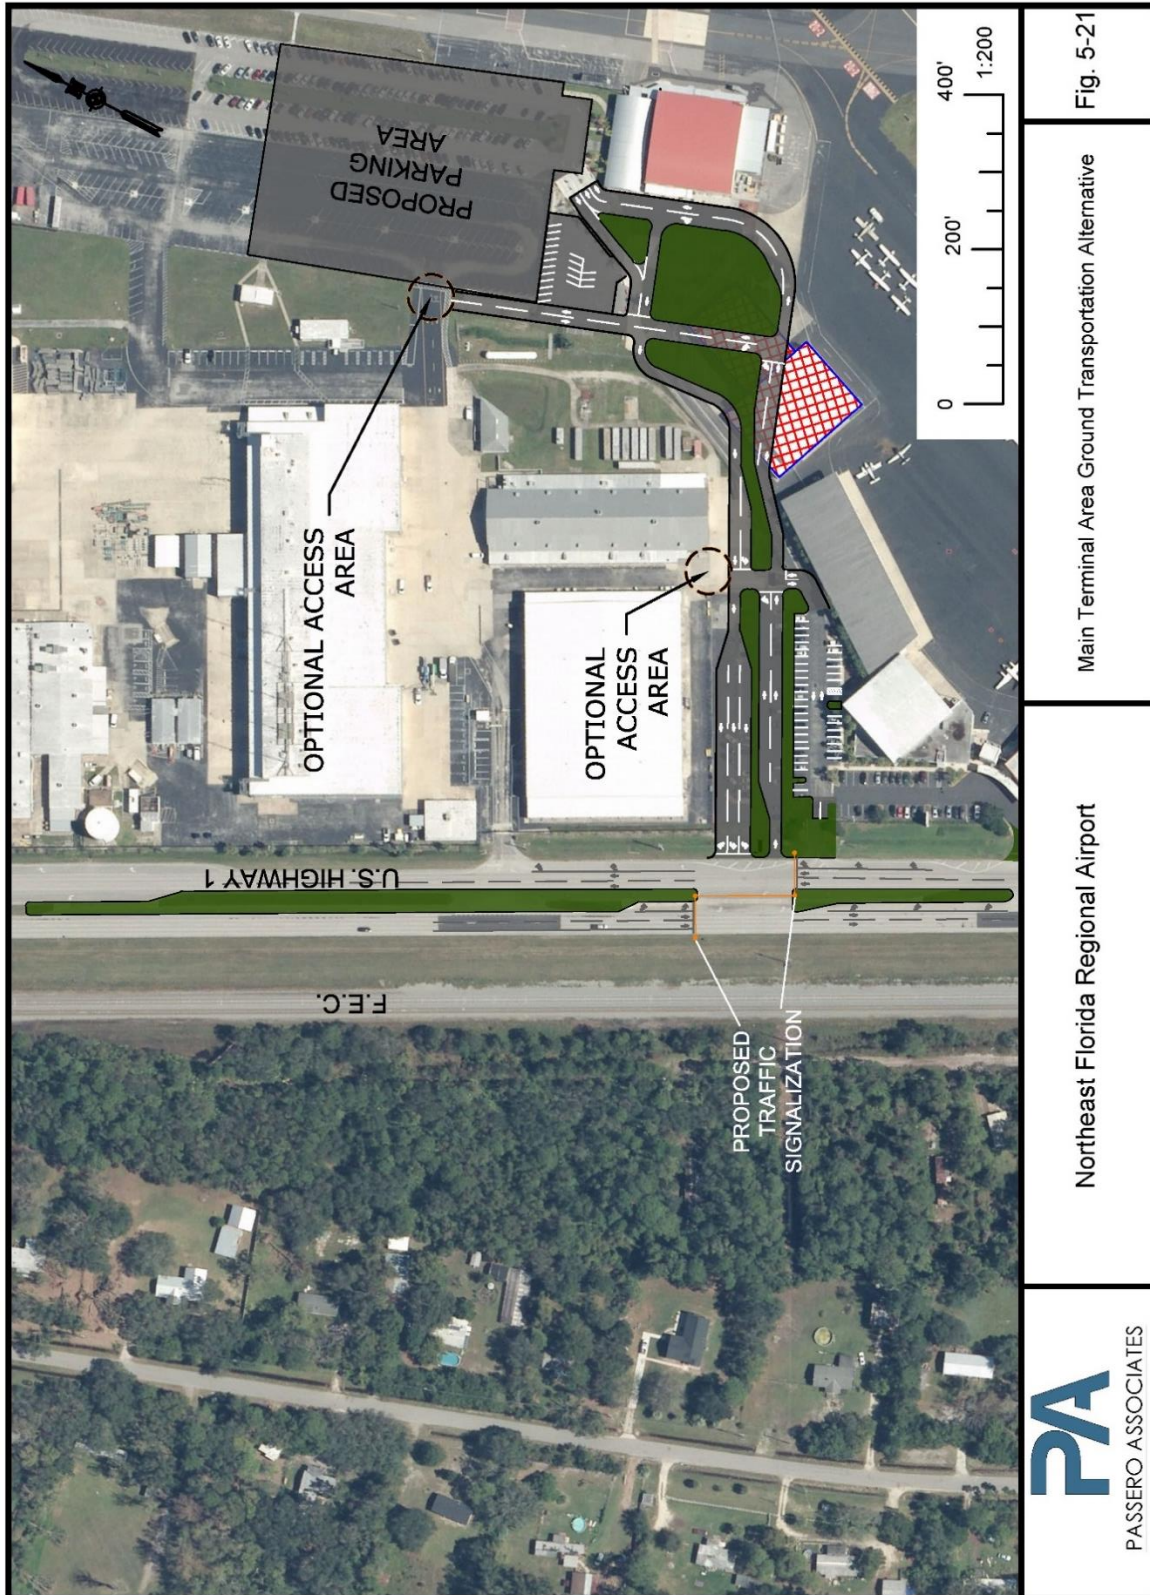 PROPOSED
PARKING
AREA
OPTIONAL ACCESS
AREA
OPTIONAL
ACCESS
AREA
U.S. HIGHWAY 1
F.E.C.
PROPOSED
TRAFFIC
SIGNALIZATION
0
200'
400'
1:200
PA
PASSERO ASSOCIATES
Northeast Florida Regional Airport
Main Terminal Area Ground Transportation Alternative
Fig. 5-21